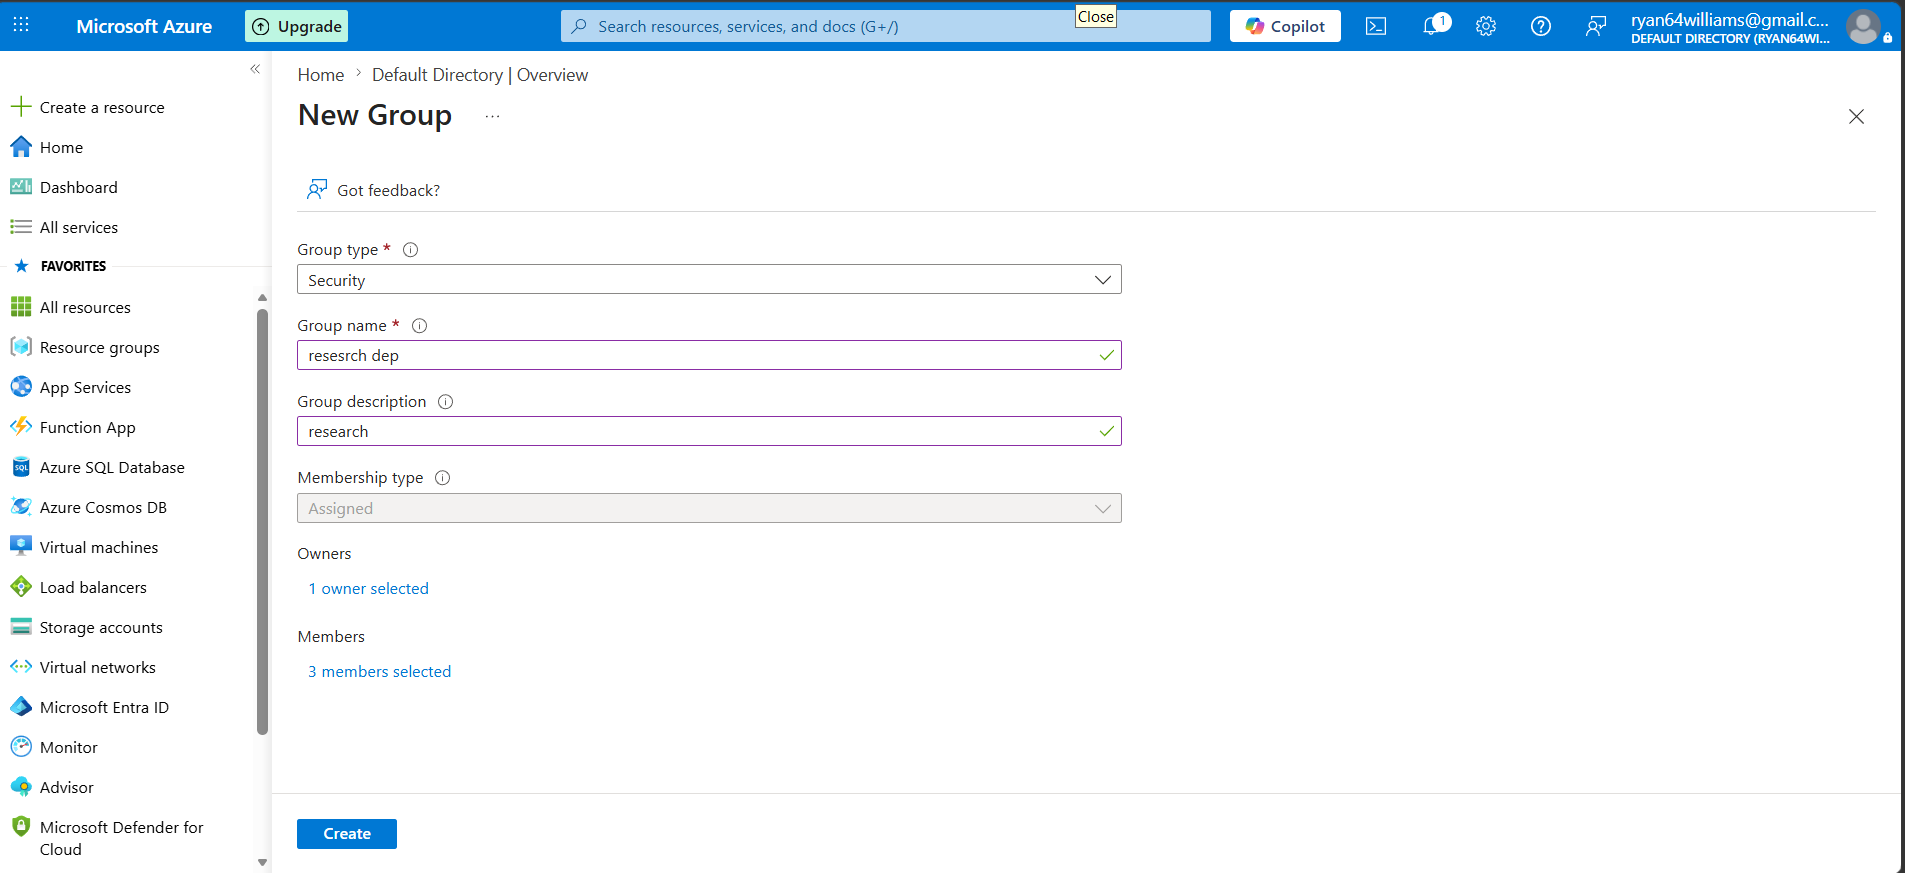 Microsoft Azure
Upgrade
Search resources, services, and docs (G+/)
Close
Copilot
1
ryan64williams@gmail.c...
DEFAULT DIRECTORY (RYAN64WI...
Create a resource
Home
Dashboard
All services
FAVORITES
All resources
Resource groups
App Services
Function App
SQL
Azure SQL Database
Azure Cosmos DB
Virtual machines
Load balancers
Storage accounts
Virtual networks
Microsoft Entra ID
Monitor
Advisor
Microsoft Defender for
Cloud
Home > Default Directory | Overview
New Group ...
Got feedback?
Group type *
Security
Group name *
resesrch dep
Group description
research
Membership type
Assigned
Owners
1 owner selected
Members
3 members selected
Create